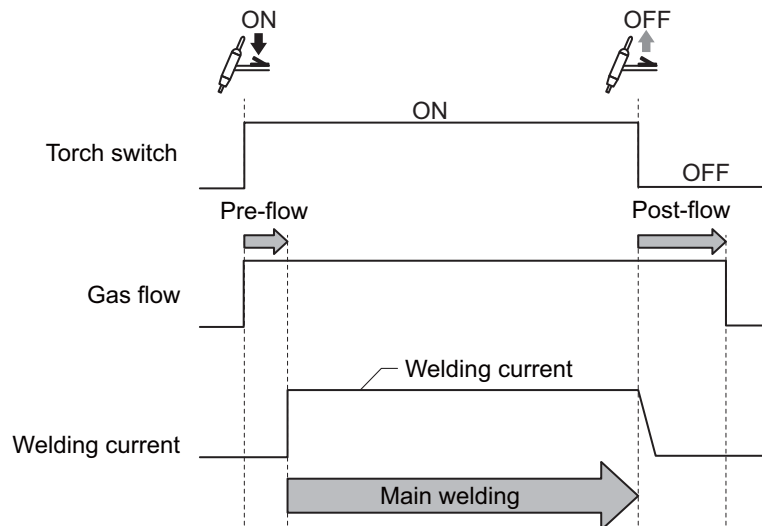 ON OFF
ON
Torch switch
OFF
Pre-flow Post-flow
Gas flow
Welding current
Welding current
Main welding